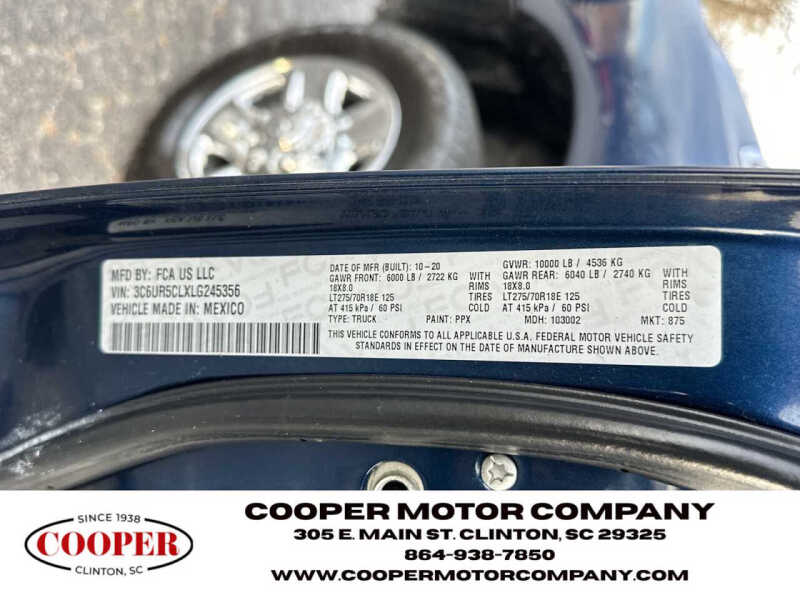 MFD BY: FCA US LLC
VIN: 3C6UR5CLXLG245356
VEHICLE MADE IN: MEXICO
DATE OF MFR (BUILT): 10-20
GVWR: 10000 LB / 4536 KG
GAWR FRONT: 6000 LB / 2722 KG
GAWR REAR: 6040 LB / 2740 KG
18X8.0 RIMS 18X8.0 RIMS
LT275/70R18E 125 TIRES LT275/70R18E 125 TIRES
AT 415 kPa / 60 PSI COLD AT 415 kPa / 60 PSI COLD
TYPE: TRUCK PAINT: PPX MDH: 103002 MKT: 875
THIS VEHICLE CONFORMS TO ALL APPLICABLE U.S.A. FEDERAL MOTOR VEHICLE SAFETY
STANDARDS IN EFFECT ON THE DATE OF MANUFACTURE SHOWN ABOVE.
SINCE 1938
COOPER
CLINTON, SC
COOPER MOTOR COMPANY
305 E. MAIN ST. CLINTON, SC 29325
864-938-7850
WWW.COOPERMOTORCOMPANY.COM